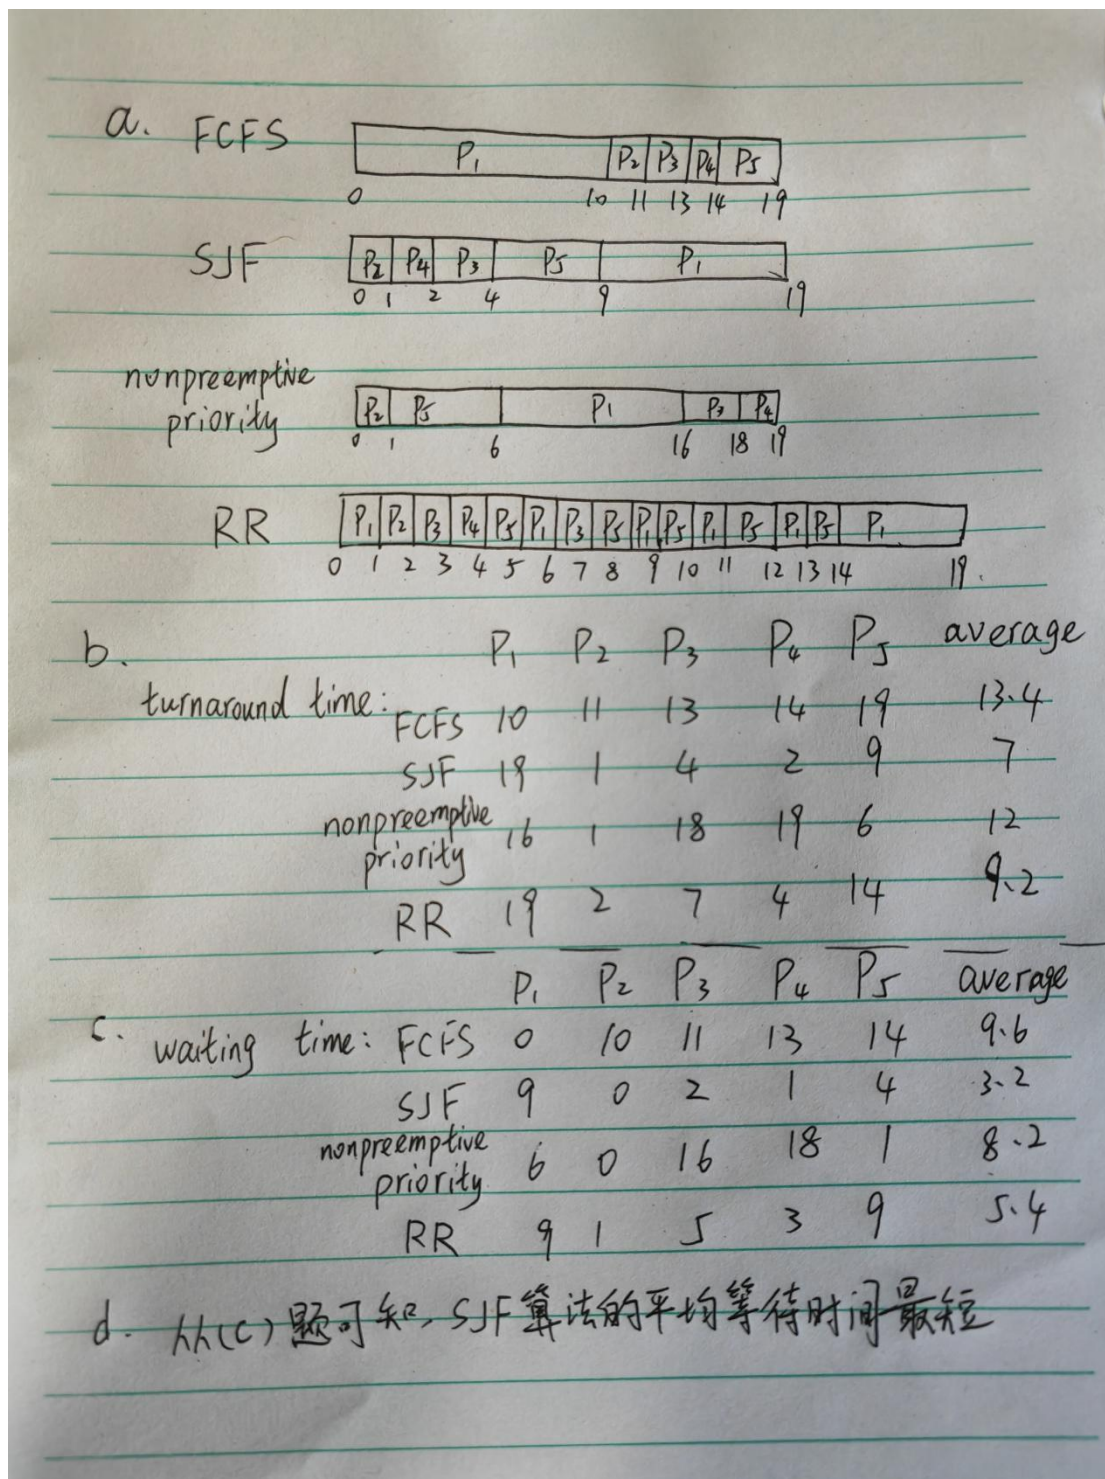 a. FCFS P₁ P₂ P₃ P₄ P₅
0 10 11 13 14 19
SJF P₂ P₄ P₃ P₅ P₁
0 1 2 4 9 19
nonpreemptive
priority P₂ P₅ P₁ P₃ P₄
0 1 6 16 18 19
RR P₁ P₂ P₃ P₄ P₅ P₁ P₃ P₅ P₁ P₅ P₁ P₅ P₁ P₅ P₁
0 1 2 3 4 5 6 7 8 9 10 11 12 13 14 19.
b. P₁ P₂ P₃ P₄ P₅ average
turnaround time: FCFS 10 11 13 14 19 13.4
SJF 19 1 4 2 9 7
nonpreemptive
priority 16 1 18 19 6 12
RR 19 2 7 4 14 9.2
P₁ P₂ P₃ P₄ P₅ average
c. waiting time: FCFS 0 10 11 13 14 9.6
SJF 9 0 2 1 4 3.2
nonpreemptive
priority 6 0 16 18 1 8.2
RR 9 1 5 3 9 5.4
d. 从(c)题可知, SJF算法的平均等待时间最短